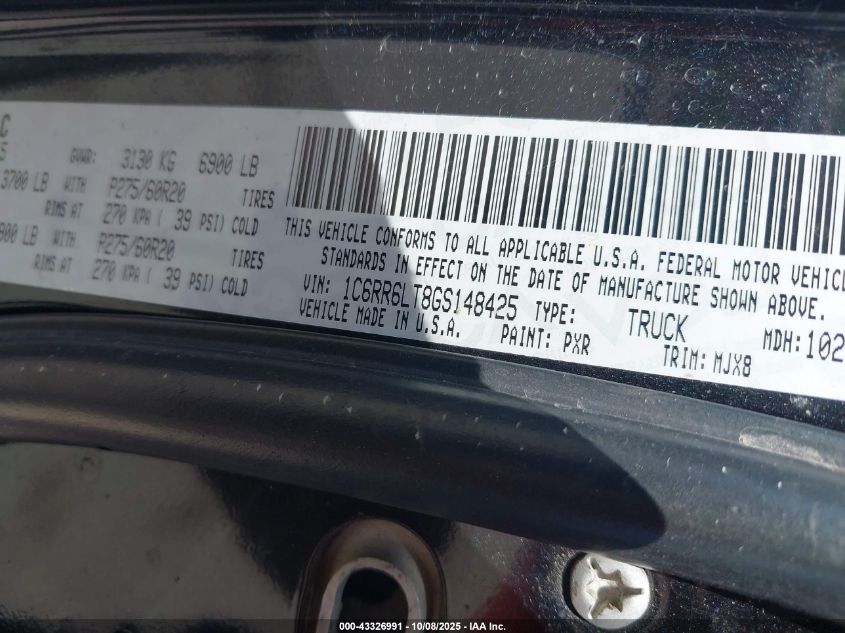 C
GVWR: 3130 KG 6900 LB
3700 LB WITH P275/60R20 TIRES
RIMS AT 270 KPA ( 39 PSI) COLD
900 LB WITH P275/60R20 TIRES
RIMS AT 270 KPA ( 39 PSI) COLD
THIS VEHICLE CONFORMS TO ALL APPLICABLE U.S.A. FEDERAL MOTOR VEHICL
STANDARDS IN EFFECT ON THE DATE OF MANUFACTURE SHOWN ABOVE.
VIN: 1C6RR6LT8GS148425 TYPE: TRUCK MDH: 102
VEHICLE MADE IN U.S.A. PAINT: PXR TRIM: MJX8
000-43326991 - 10/08/2025 - IAA Inc.